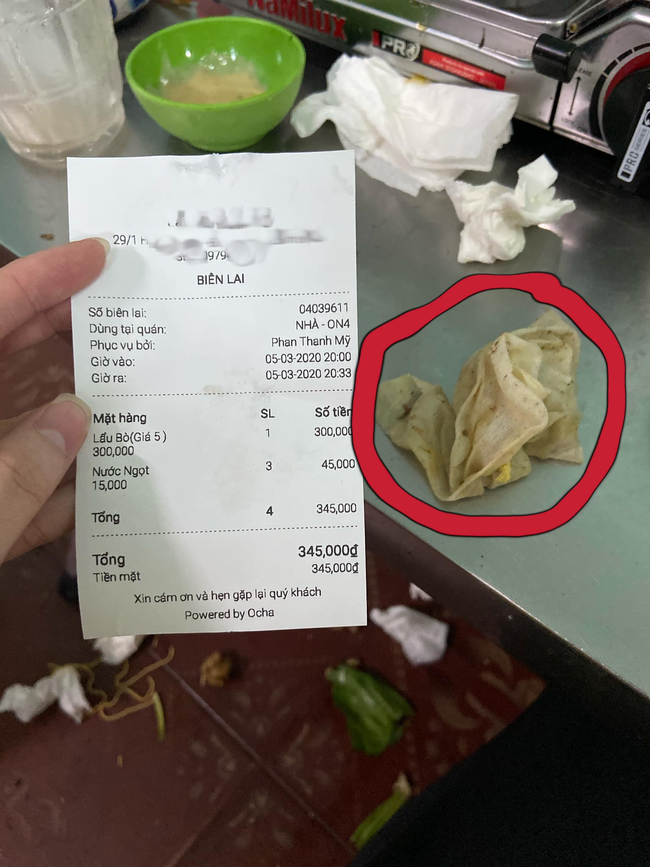 NaMilux
PRO
29/1
BIÊN LAI
Số biên lai: 04039611
Dùng tại quán: NHÀ - ON4
Phục vụ bởi: Phan Thanh Mỹ
Giờ vào: 05-03-2020 20:00
Giờ ra: 05-03-2020 20:33
Mặt hàng SL Số tiền
Lẩu Bò(Giá 5 ) 1 300,000
300,000
Nước Ngọt 3 45,000
15,000
Tổng 4 345,000
Tổng 345,000₫
Tiền mặt 345,000₫
Xin cám ơn và hẹn gặp lại quý khách
Powered by Ocha
PRO